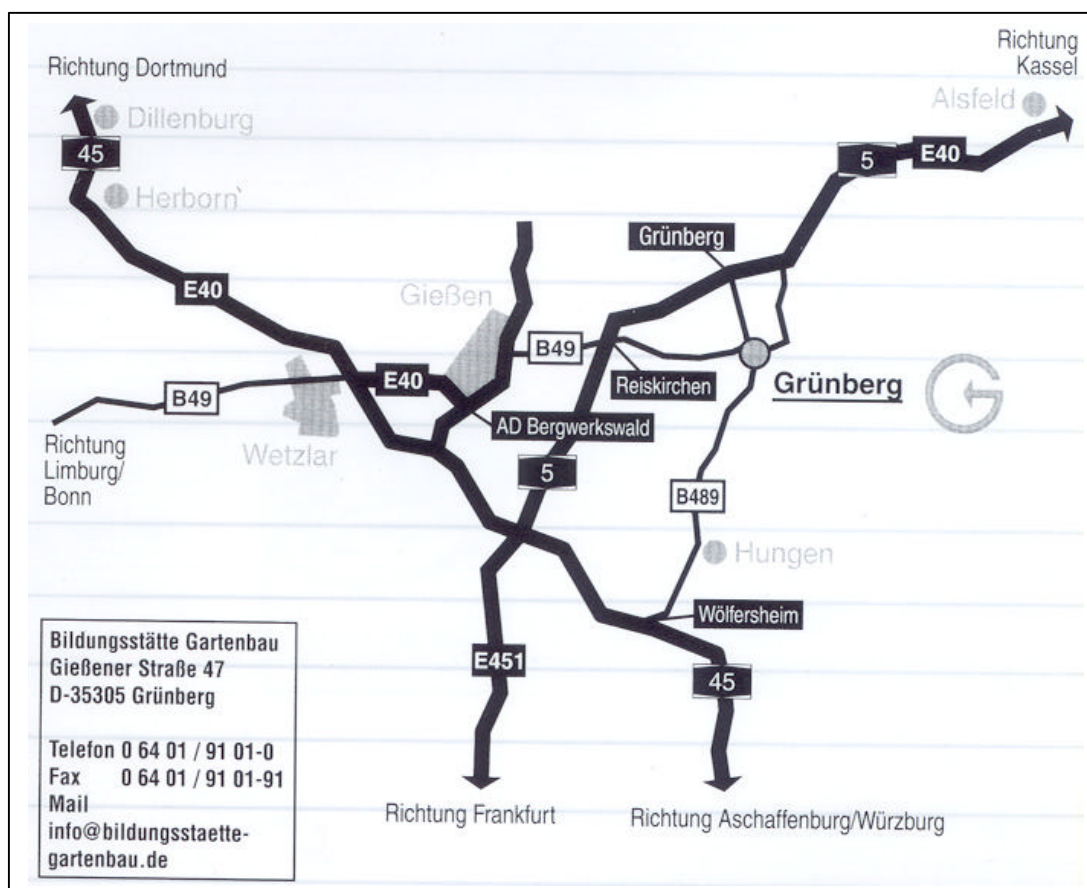 Richtung Dortmund
Dillenburg
45
Herborn
E40
Richtung
Kassel
Alsfeld
5
E40
Grünberg
Gießen
B49
Reiskirchen
Grünberg
G
E40
B49
AD Bergwerkswald
Wetzlar
Richtung
Limburg/
Bonn
5
B489
Hungen
Wölfersheim
E451
45
Richtung Frankfurt
Richtung Aschaffenburg/Würzburg
Bildungsstätte Gartenbau
Gießener Straße 47
D-35305 Grünberg
Telefon 0 64 01 / 91 01-0
Fax 0 64 01 / 91 01-91
Mail
info@bildungsstaette-
gartenbau.de